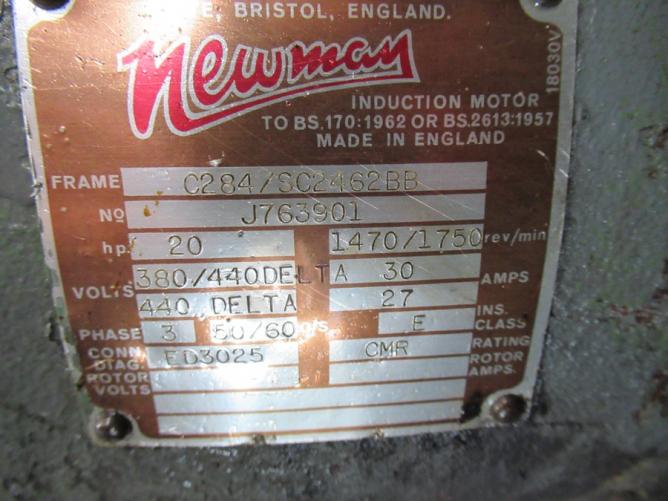 E, BRISTOL, ENGLAND.
Newman
18030V
INDUCTION MOTOR
TO BS.170:1962 OR BS.2613:1957
MADE IN ENGLAND
FRAME C284/SC2462BB
NO J763901
hp. 20 1470/1750 rev/min
VOLTS 380/440DELTA 30 AMPS
440 DELTA 27
PHASE 3 50/60 c/s E INS. CLASS
CONN. DIAG. ED3025 CMR RATING
ROTOR VOLTS ROTOR AMPS.